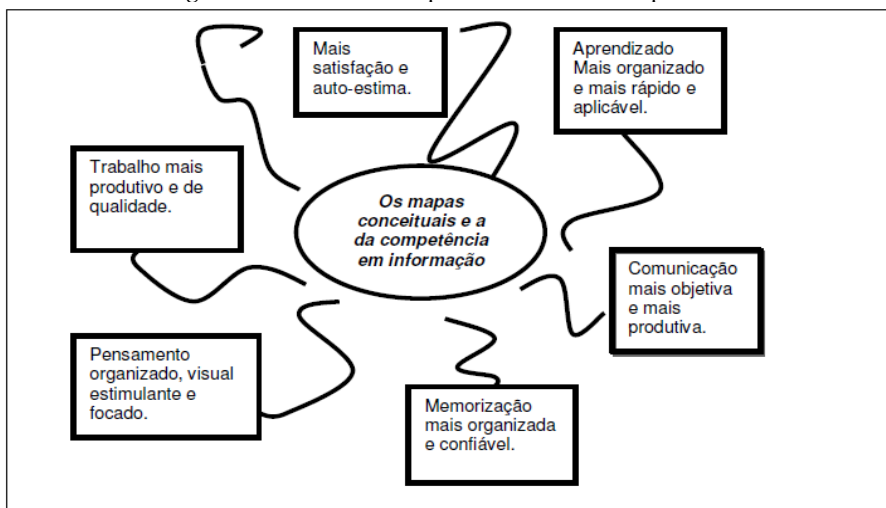 Mais
satisfação e
auto-estima.
Aprendizado
Mais organizado
e mais rápido e
aplicável.
Trabalho mais
produtivo e de
qualidade.
Os mapas
conceituais e a
da competência
em informação
Comunicação
mais objetiva
e mais
produtiva.
Pensamento
organizado, visual
estimulante e
focado.
Memorização
mais organizada
e confiável.